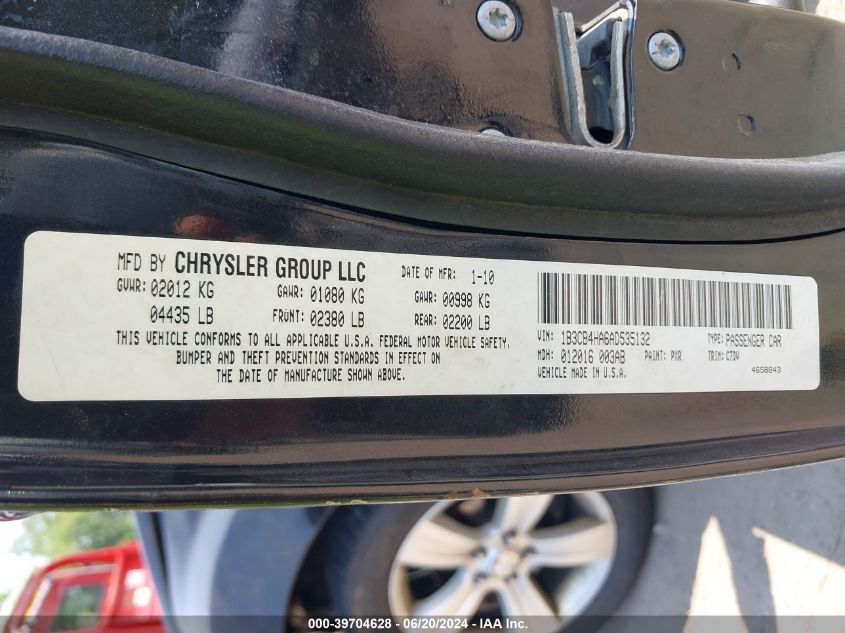 MFD BY CHRYSLER GROUP LLC DATE OF MFR: 1-10
GVWR: 02012 KG GAWR: 01080 KG GAWR: 00998 KG
04435 LB FRONT: 02380 LB REAR: 02200 LB
THIS VEHICLE CONFORMS TO ALL APPLICABLE U.S.A. FEDERAL MOTOR VEHICLE SAFETY,
BUMPER AND THEFT PREVENTION STANDARDS IN EFFECT ON
THE DATE OF MANUFACTURE SHOWN ABOVE.
VIN: 1B3CB4HA6AD535132 TYPE: PASSENGER CAR
MDH: 012016 003AB PAINT: PXR TRIM: C7DV
VEHICLE MADE IN U.S.A. 4658843
000-39704628 - 06/20/2024 - IAA Inc.